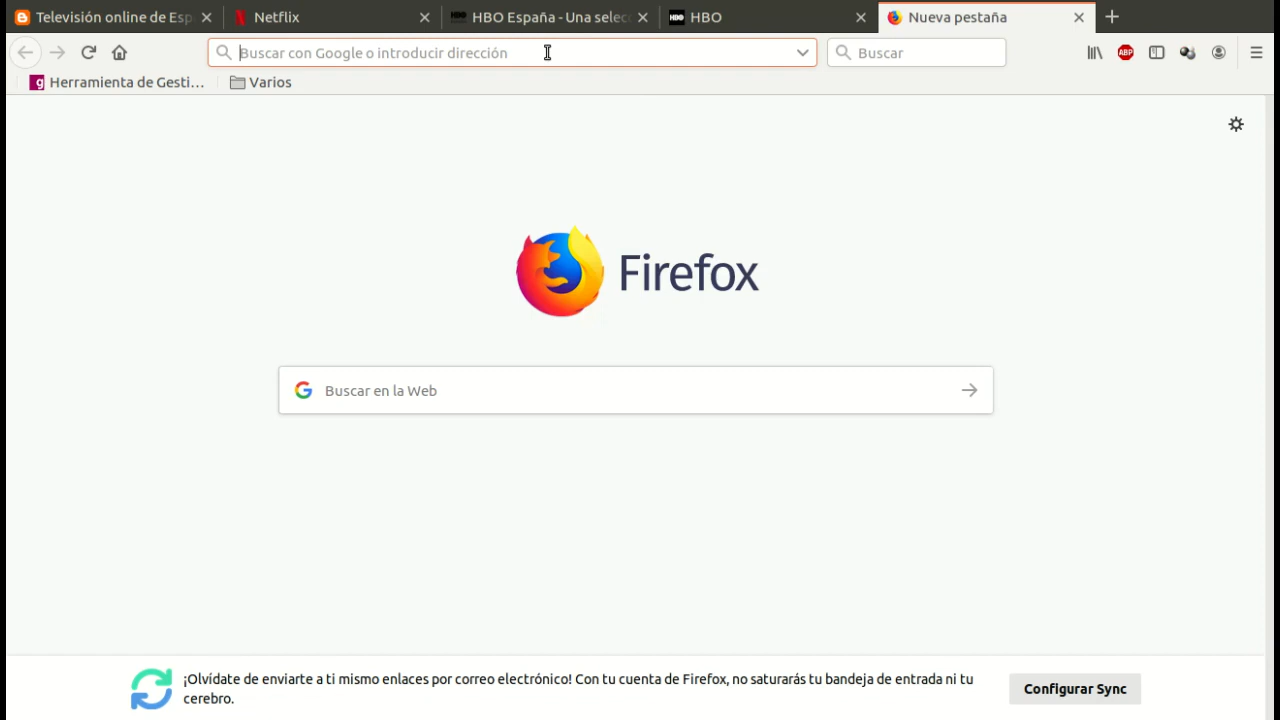 Televisión online de Esp
Netflix
HBO España - Una selec
HBO
Nueva pestaña
Buscar con Google o introducir dirección
Buscar
ABP
Herramienta de Gesti...
Varios
Firefox
Buscar en la Web
¡Olvídate de enviarte a ti mismo enlaces por correo electrónico! Con tu cuenta de Firefox, no saturarás tu bandeja de entrada ni tu
cerebro.
Configurar Sync